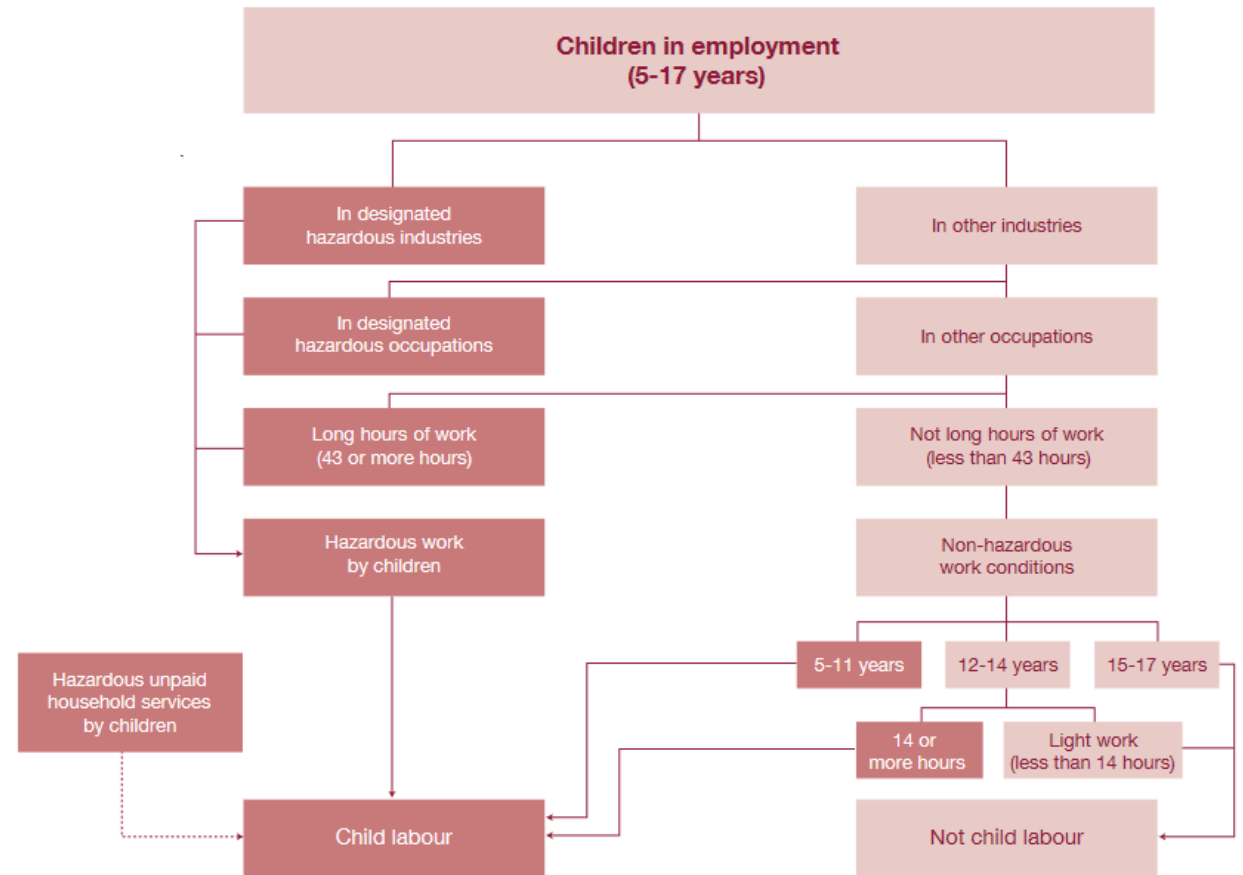 Children in employment
(5-17 years)
In designated
hazardous industries
In other industries
In designated
hazardous occupations
In other occupations
Long hours of work
(43 or more hours)
Not long hours of work
(less than 43 hours)
Hazardous work
by children
Non-hazardous
work conditions
5-11 years
12-14 years
15-17 years
Hazardous unpaid
household services
by children
14 or
more hours
Light work
(less than 14 hours)
Child labour
Not child labour